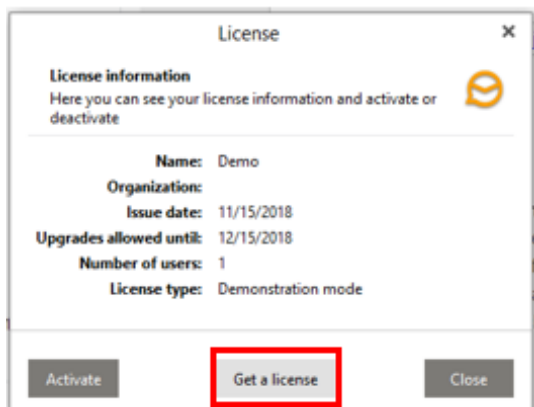 License
License information
Here you can see your license information and activate or
deactivate
Name: Demo
Organization:
Issue date: 11/15/2018
Upgrades allowed until: 12/15/2018
Number of users: 1
License type: Demonstration mode
Activate Get a license Close